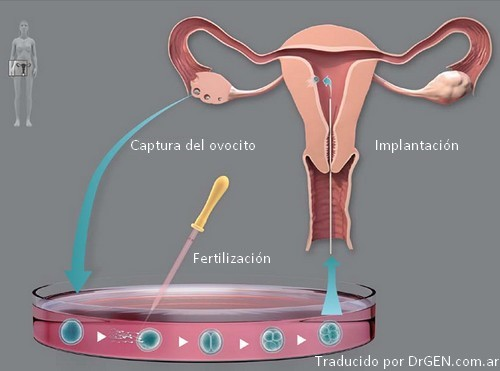 Captura del ovocito
Implantación
Fertilización
Traducido por DrGEN.com.ar